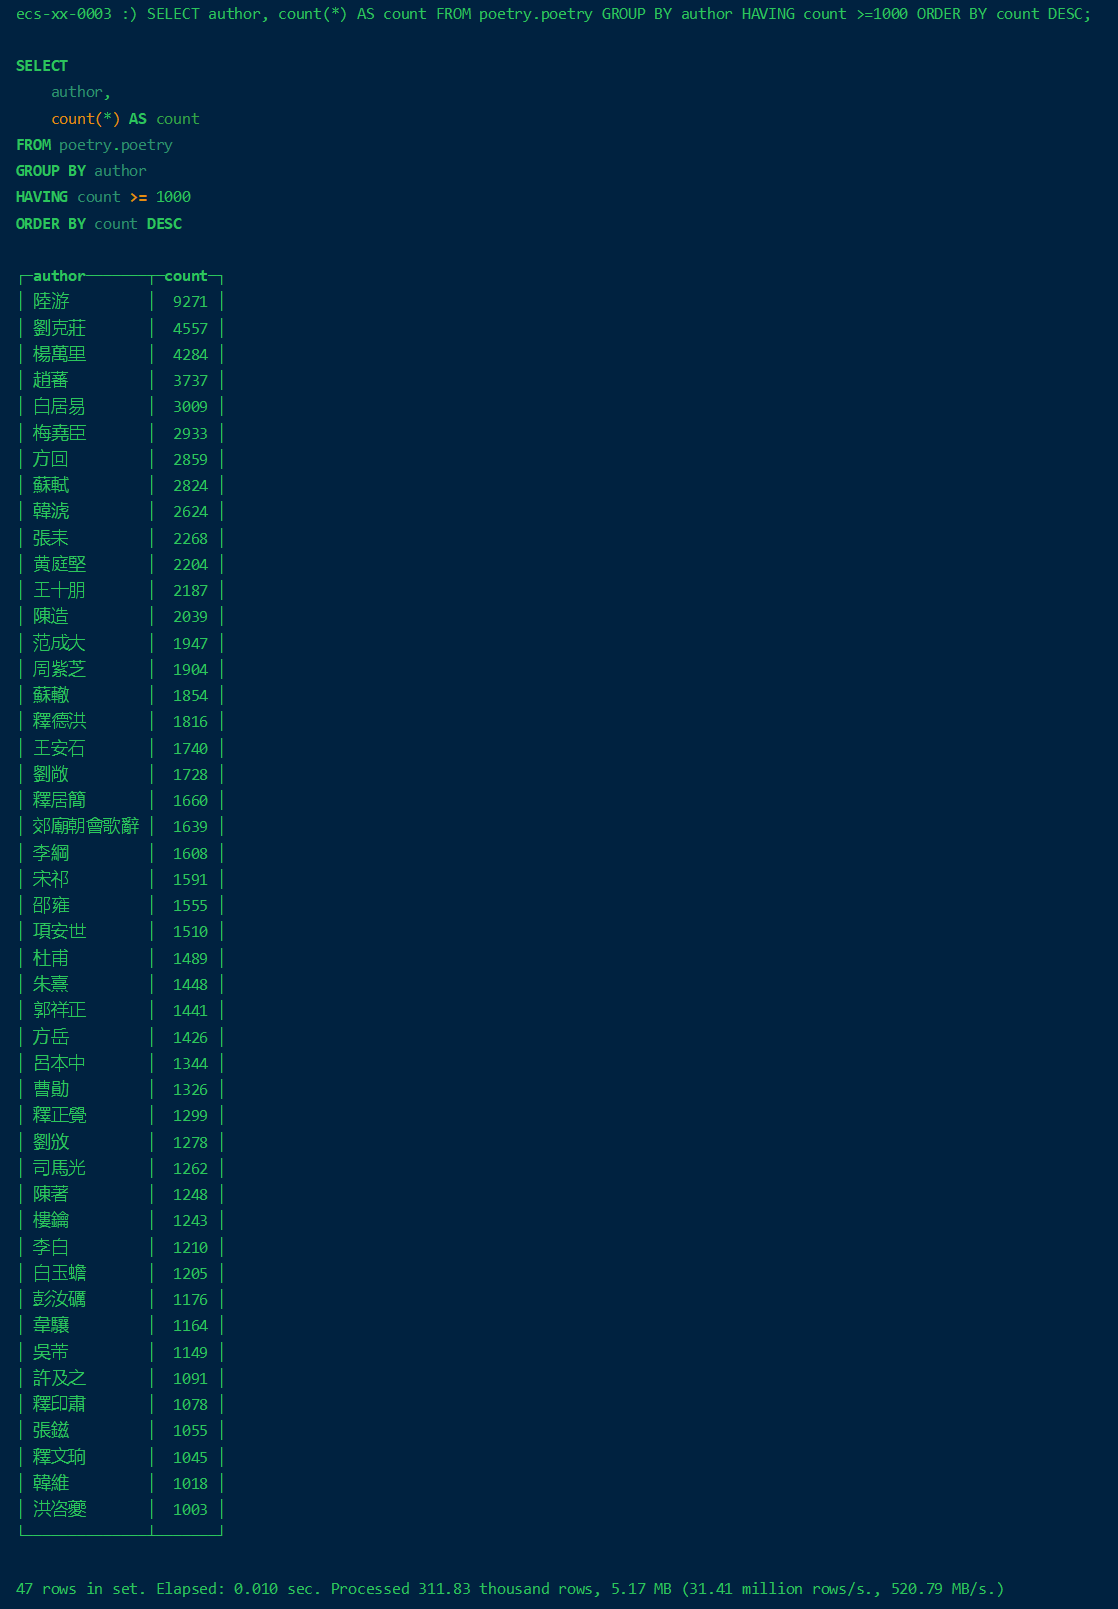 ecs-xx-0003 :) SELECT author, count(*) AS count FROM poetry.poetry GROUP BY author HAVING count >=1000 ORDER BY count DESC;
SELECT
author,
count(*) AS count
FROM poetry.poetry
GROUP BY author
HAVING count >= 1000
ORDER BY count DESC
author count
陸游 9271
劉克莊 4557
楊萬里 4284
趙蕃 3737
白居易 3009
梅堯臣 2933
方回 2859
蘇軾 2824
韓淲 2624
張耒 2268
黄庭堅 2204
王十朋 2187
陳造 2039
范成大 1947
周紫芝 1904
蘇轍 1854
釋德洪 1816
王安石 1740
劉敞 1728
釋居簡 1660
郊廟朝會歌辭 1639
李綱 1608
宋祁 1591
邵雍 1555
項安世 1510
杜甫 1489
朱熹 1448
郭祥正 1441
方岳 1426
呂本中 1344
曹勛 1326
釋正覺 1299
劉攽 1278
司馬光 1262
陳著 1248
樓鑰 1243
李白 1210
白玉蟾 1205
彭汝礪 1176
韋驤 1164
吳芾 1149
許及之 1091
釋印肅 1078
張鎡 1055
釋文珦 1045
韓維 1018
洪咨夔 1003
47 rows in set. Elapsed: 0.010 sec. Processed 311.83 thousand rows, 5.17 MB (31.41 million rows/s., 520.79 MB/s.)